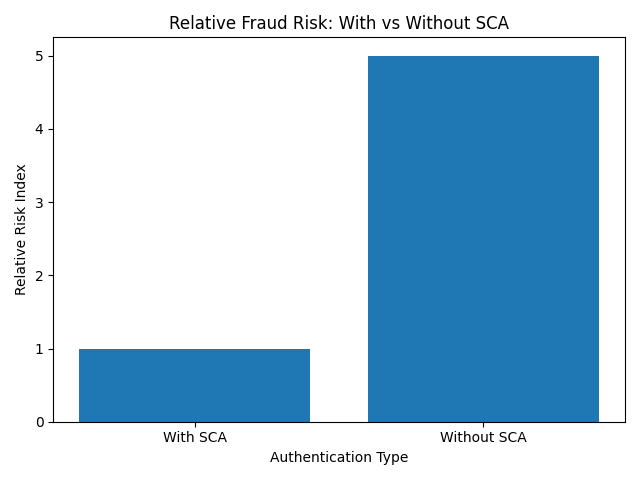 Relative Fraud Risk: With vs Without SCA
Relative Risk Index
5
4
3
2
1
0
With SCA
Without SCA
Authentication Type